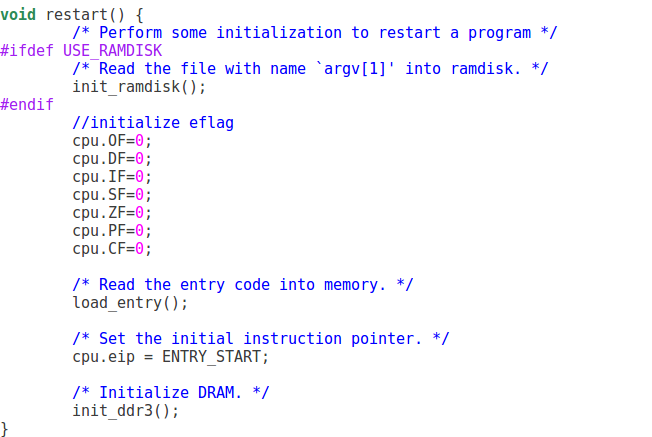 void restart() {
        /* Perform some initialization to restart a program */
#ifdef USE_RAMDISK
        /* Read the file with name `argv[1]' into ramdisk. */
        init_ramdisk();
#endif
        //initialize eflag
        cpu.OF=0;
        cpu.DF=0;
        cpu.IF=0;
        cpu.SF=0;
        cpu.ZF=0;
        cpu.PF=0;
        cpu.CF=0;

        /* Read the entry code into memory. */
        load_entry();

        /* Set the initial instruction pointer. */
        cpu.eip = ENTRY_START;

        /* Initialize DRAM. */
        init_ddr3();
}